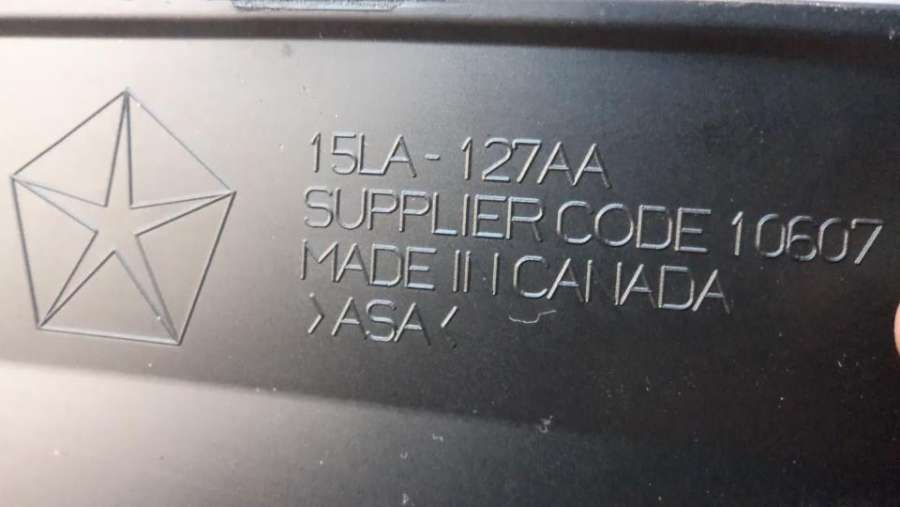 15LA-127AA
SUPPLIER CODE 10607
MADE IN CANADA
>ASA<